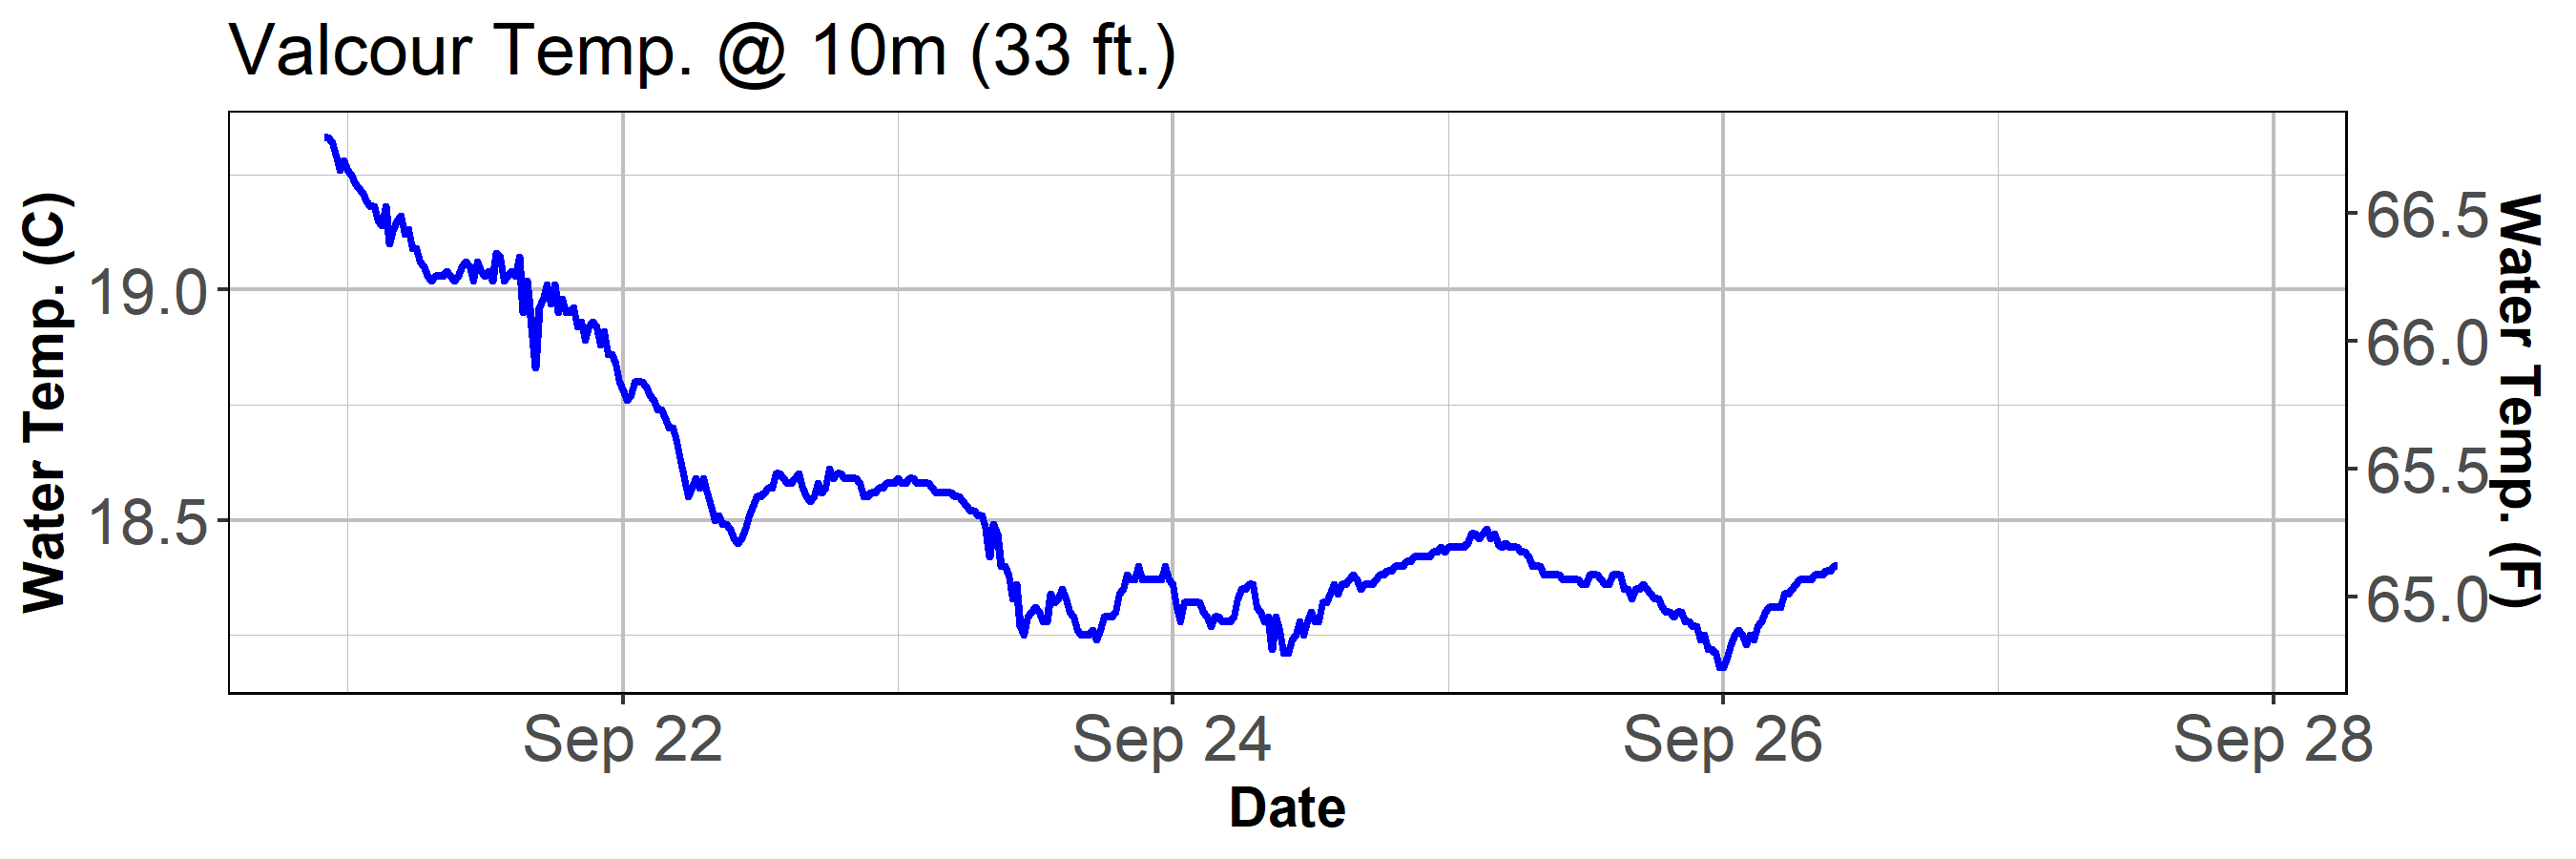 Valcour Temp. @ 10m (33 ft.)
Water Temp. (C)
19.0
18.5
66.5
66.0
65.5
65.0
Water Temp. (F)
Sep 22 Sep 24 Sep 26 Sep 28
Date